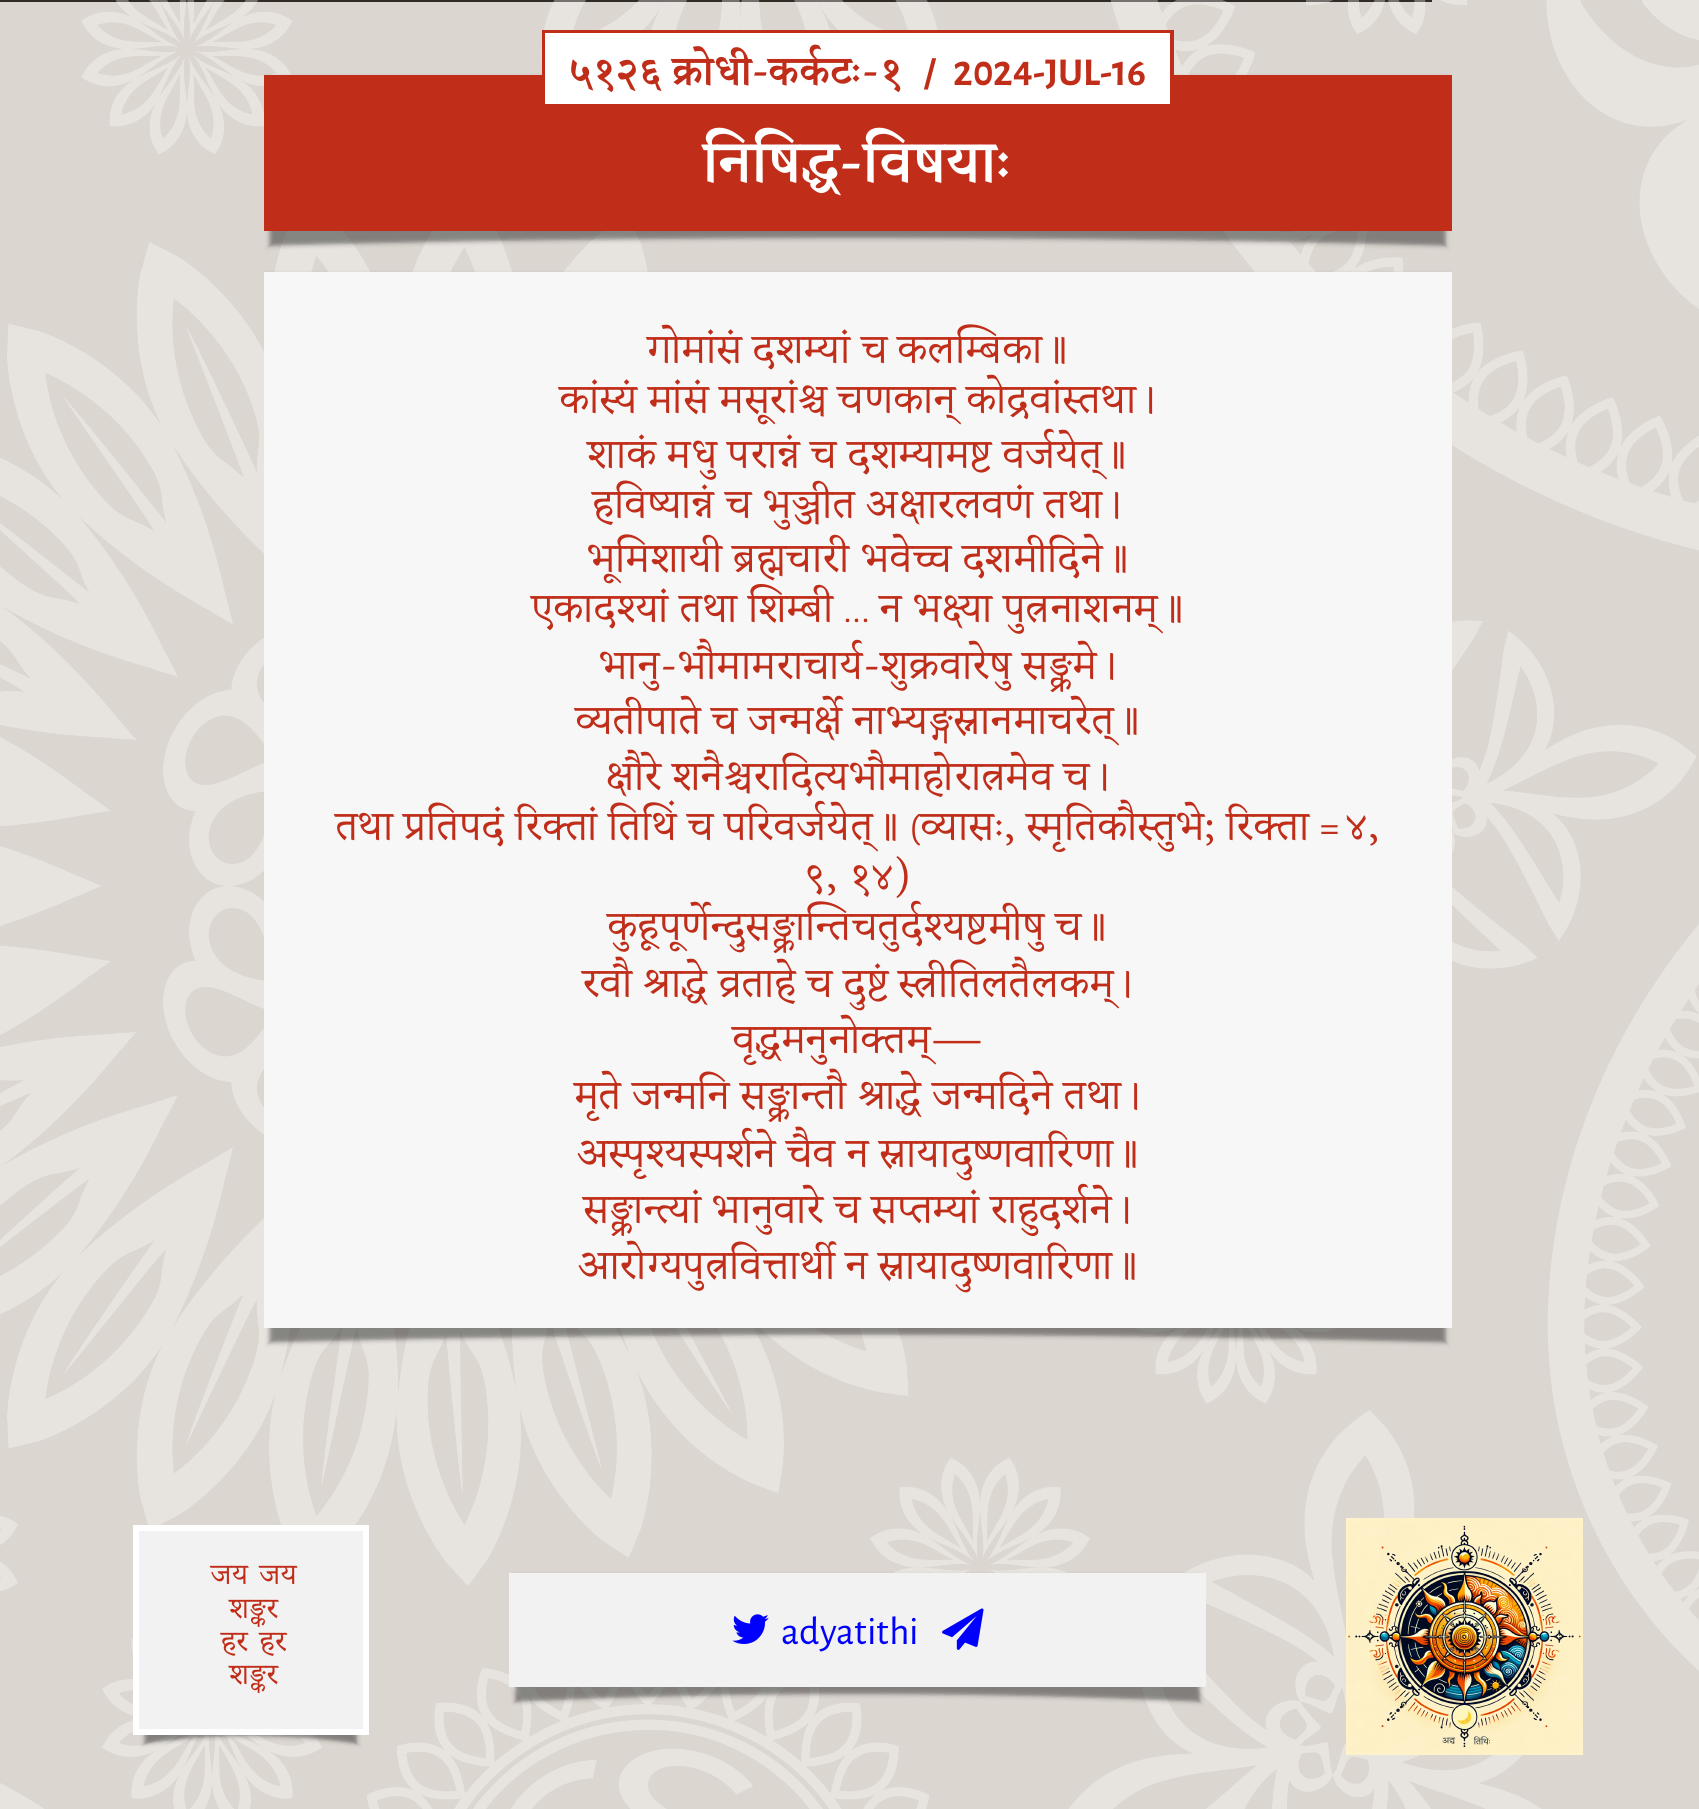 ५१२६ क्रोधी-कर्कटः-१ / 2024-JUL-16
निषिद्ध-विषयाः
गोमांसं दशम्यां च कलम्बिका॥
कांस्यं मांसं मसूरांश्च चणकान् कोद्रवांस्तथा।
शाकं मधु परान्नं च दशम्यामष्ट वर्जयेत्॥
हविष्यान्नं च भुञ्जीत अक्षारलवणं तथा।
भूमिशायी ब्रह्मचारी भवेच्च दशमीदिने॥
एकादश्यां तथा शिम्बी … न भक्ष्या पुत्रनाशनम्॥
भानु-भौमामराचार्य-शुक्रवारेषु सङ्क्रमे।
व्यतीपाते च जन्मर्क्षे नाभ्यङ्गस्नानमाचरेत्॥
क्षौरे शनैश्चरादित्यभौमाहोरात्रमेव च।
तथा प्रतिपदं रिक्तां तिथिं च परिवर्जयेत्॥ (व्यासः, स्मृतिकौस्तुभे; रिक्ता = ४,
९, १४)
कुहूपूर्णेन्दुसङ्क्रान्तिचतुर्दश्यष्टमीषु च॥
रवौ श्राद्धे व्रताहे च दुष्टं स्त्रीतिलतैलकम्।
वृद्धमनुनोक्तम्—
मृते जन्मनि सङ्क्रान्तौ श्राद्धे जन्मदिने तथा।
अस्पृश्यस्पर्शने चैव न स्नायादुष्णवारिणा॥
सङ्क्रान्त्यां भानुवारे च सप्तम्यां राहुदर्शने।
आरोग्यपुत्रवित्तार्थी न स्नायादुष्णवारिणा॥
जय जय
शङ्कर
हर हर
शङ्कर
adyatithi
अद्य तिथिः